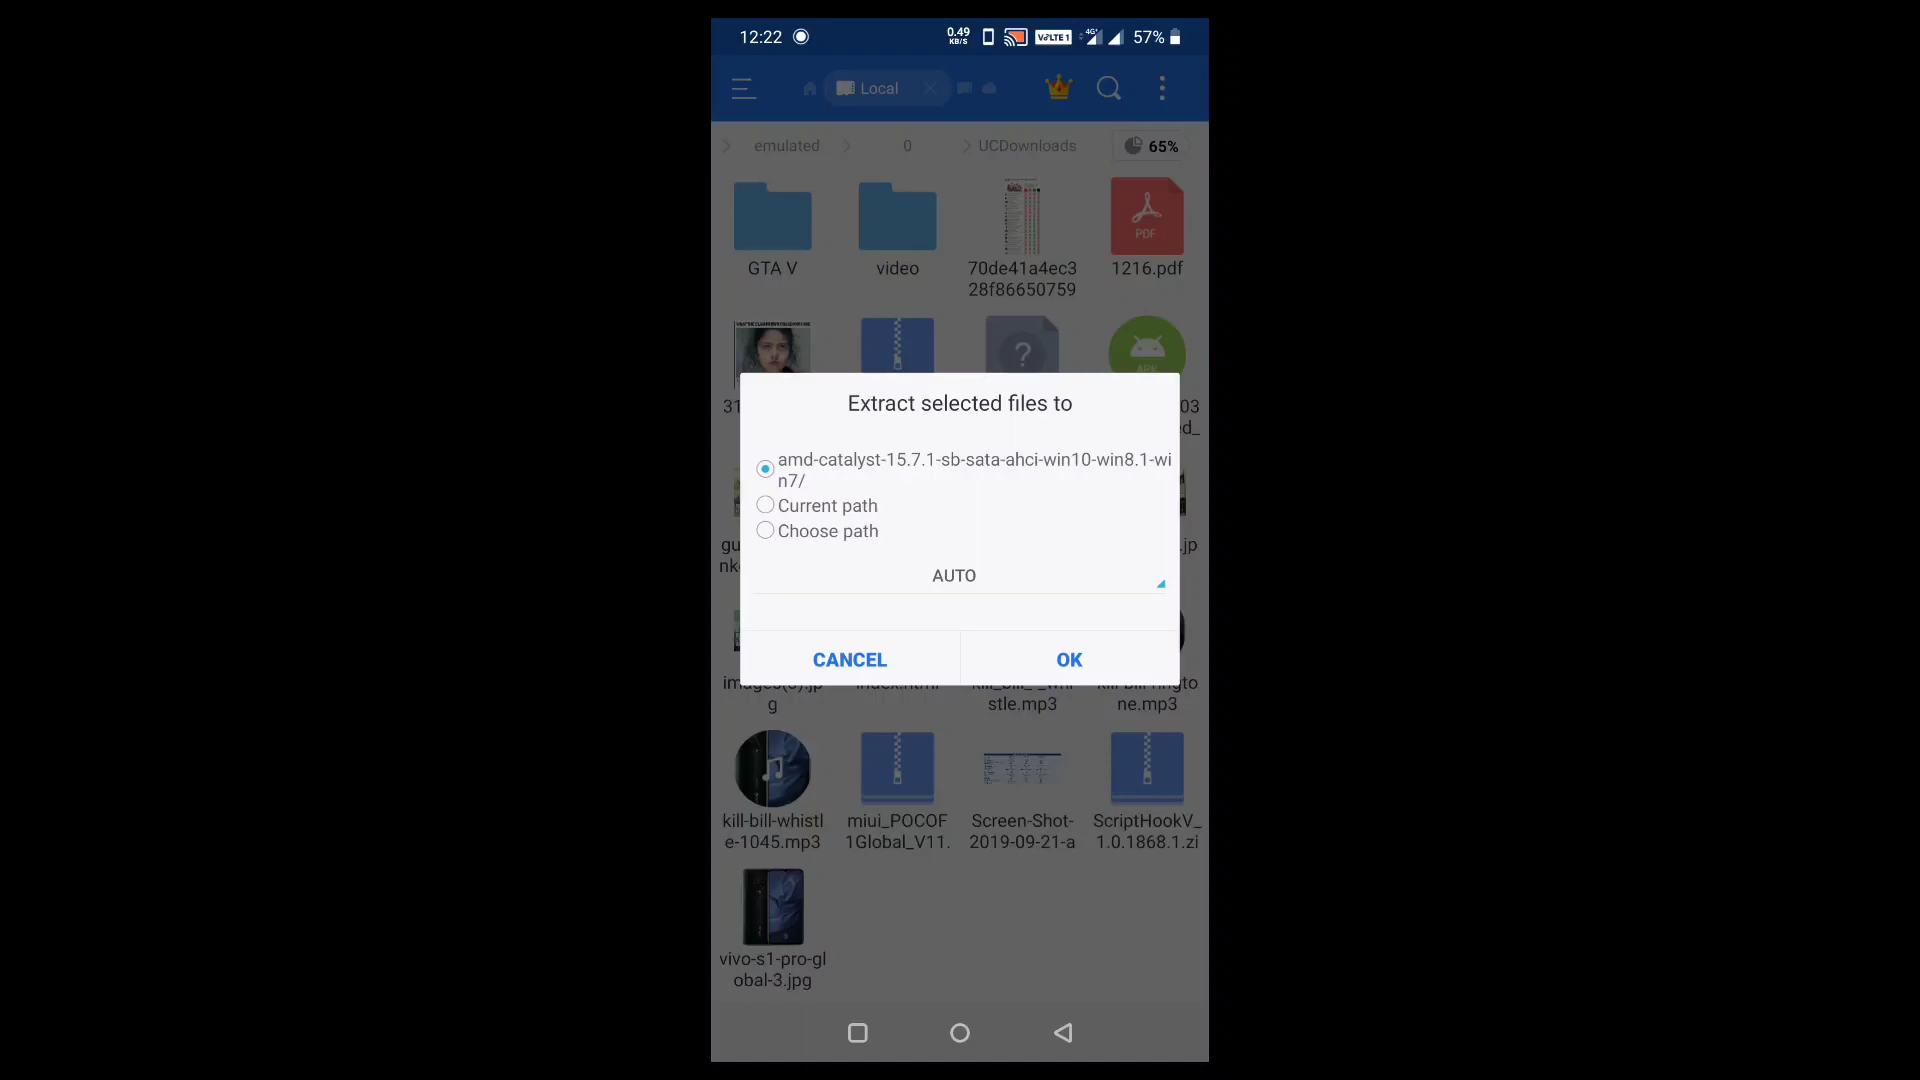 12:22
0.49
KB/S
VoLTE 1
4G+
57%
Local
emulated
0
UCDownloads
65%
GTA V
video
70de41a4ec3
28f86650759
1216.pdf
PDF
Extract selected files to
amd-catalyst-15.7.1-sb-sata-ahci-win10-win8.1-wi
n7/
Current path
Choose path
AUTO
CANCEL
OK
g
stle.mp3
ne.mp3
kill-bill-whistl
e-1045.mp3
miui_POCOF
1Global_V11.
Screen-Shot-
2019-09-21-a
ScriptHookV_
1.0.1868.1.zi
vivo-s1-pro-gl
obal-3.jpg